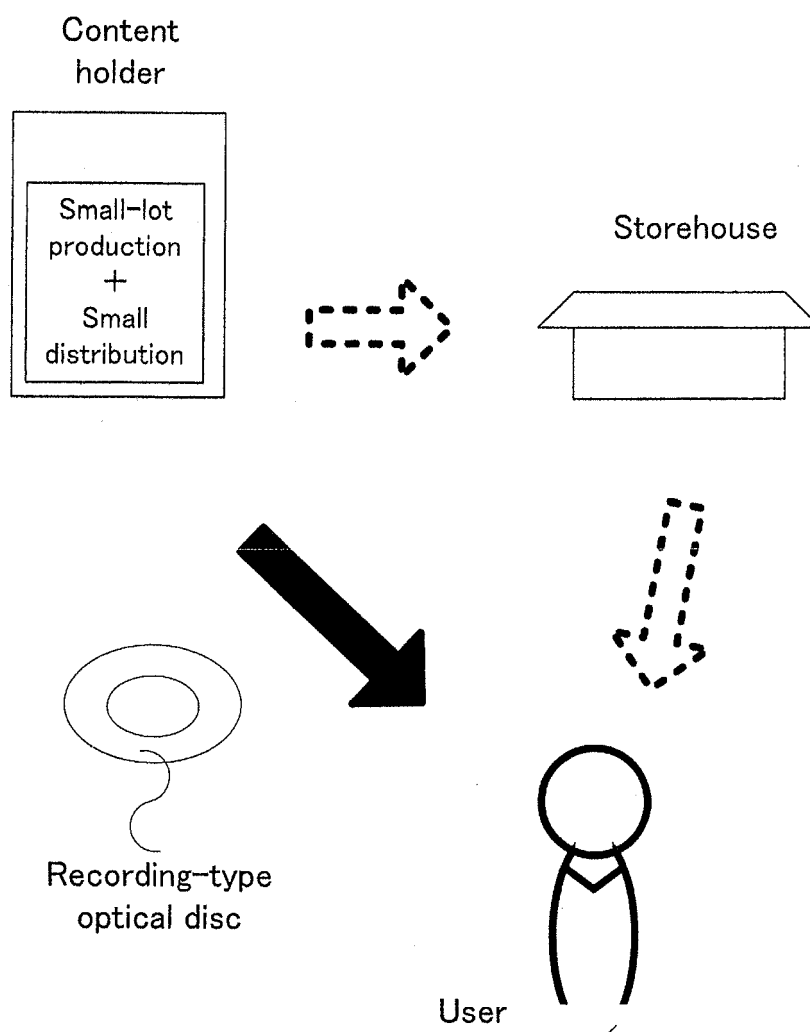 Content
holder
Small-lot
production
+
Small
distribution
Storehouse
Recording-type
optical disc
User